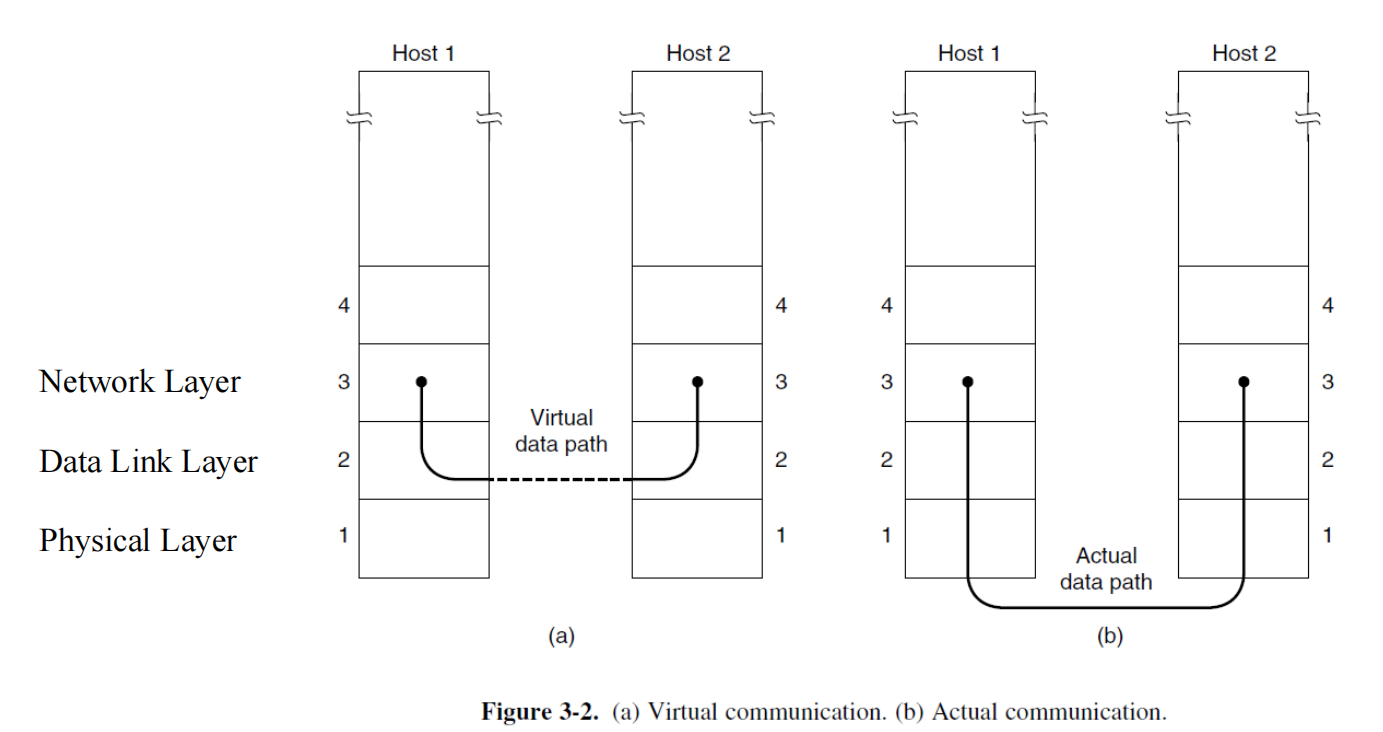 Host 1
Host 2
Host 1
Host 2
4
4
4
4
Network Layer
3
3
3
3
Virtual
data path
Data Link Layer
2
2
2
2
Physical Layer
1
1
1
1
Actual
data path
(a)
(b)
Figure 3-2. (a) Virtual communication. (b) Actual communication.